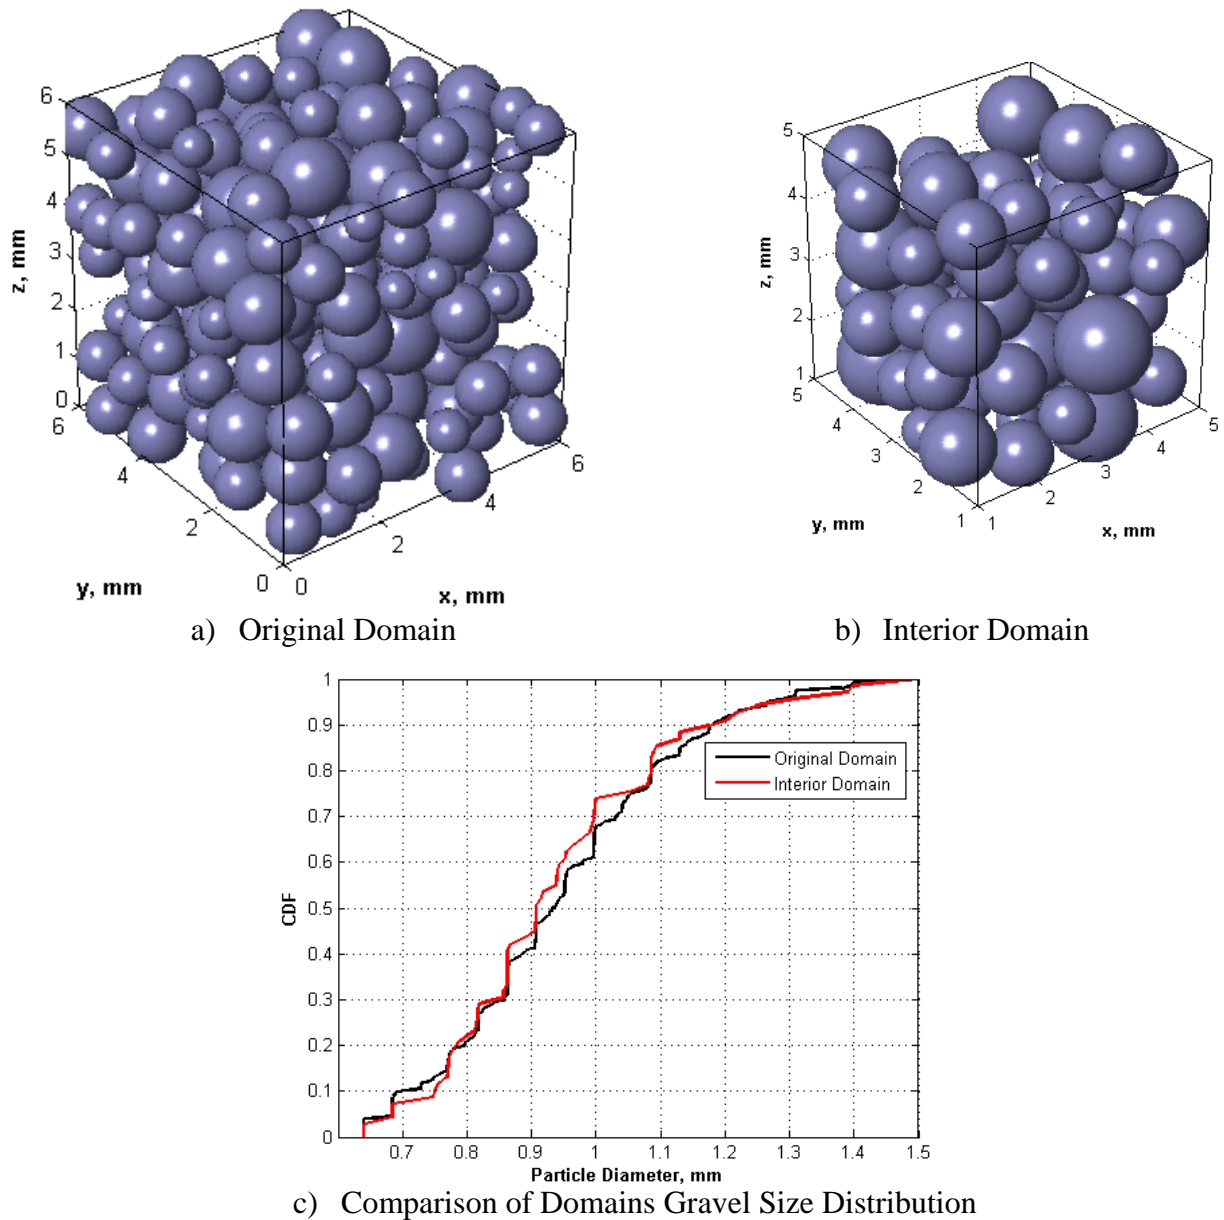 6
5
4
3
2
1
0
z, mm
6
4
2
0
y, mm
0
2
4
6
x, mm
a) Original Domain
5
4
3
2
1
z, mm
5
4
3
2
1
y, mm
1
2
3
4
5
x, mm
b) Interior Domain
1
0.9
0.8
0.7
0.6
0.5
0.4
0.3
0.2
0.1
0
CDF
Original Domain
Interior Domain
0.7 0.8 0.9 1 1.1 1.2 1.3 1.4 1.5
Particle Diameter, mm
c) Comparison of Domains Gravel Size Distribution